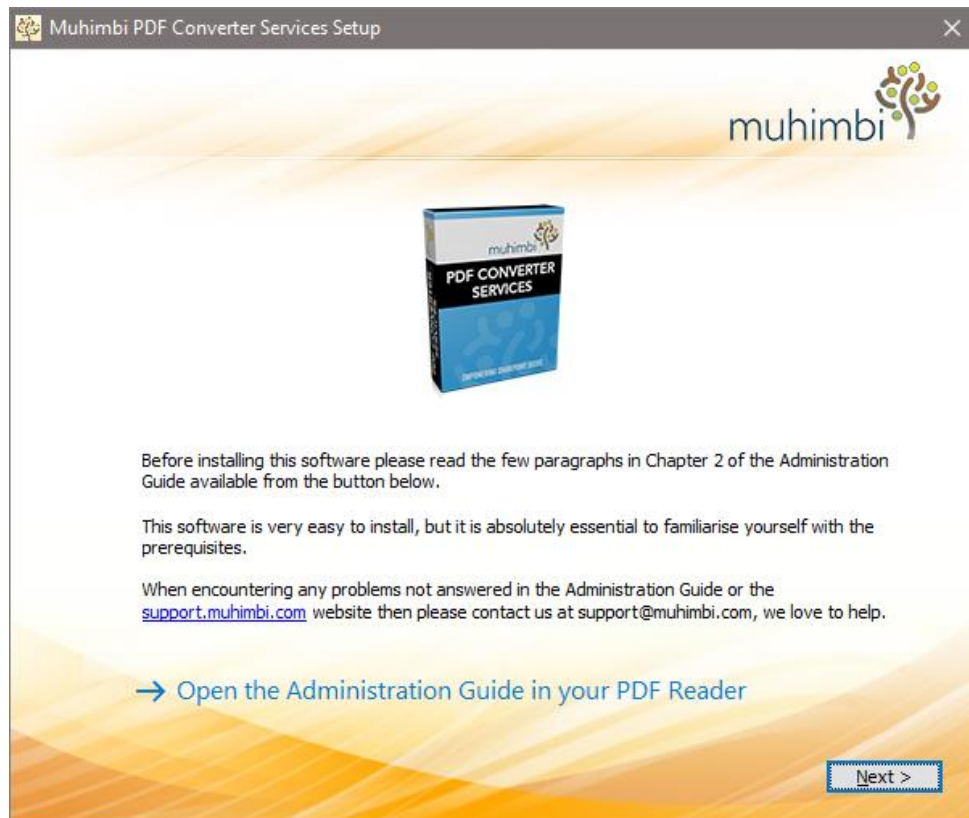 Muhimbi PDF Converter Services Setup
muhimbi
muhimbi
PDF CONVERTER
SERVICES
Before installing this software please read the few paragraphs in Chapter 2 of the Administration
Guide available from the button below.
This software is very easy to install, but it is absolutely essential to familiarise yourself with the
prerequisites.
When encountering any problems not answered in the Administration Guide or the
support.muhimbi.com website then please contact us at support@muhimbi.com, we love to help.
Open the Administration Guide in your PDF Reader
Next >